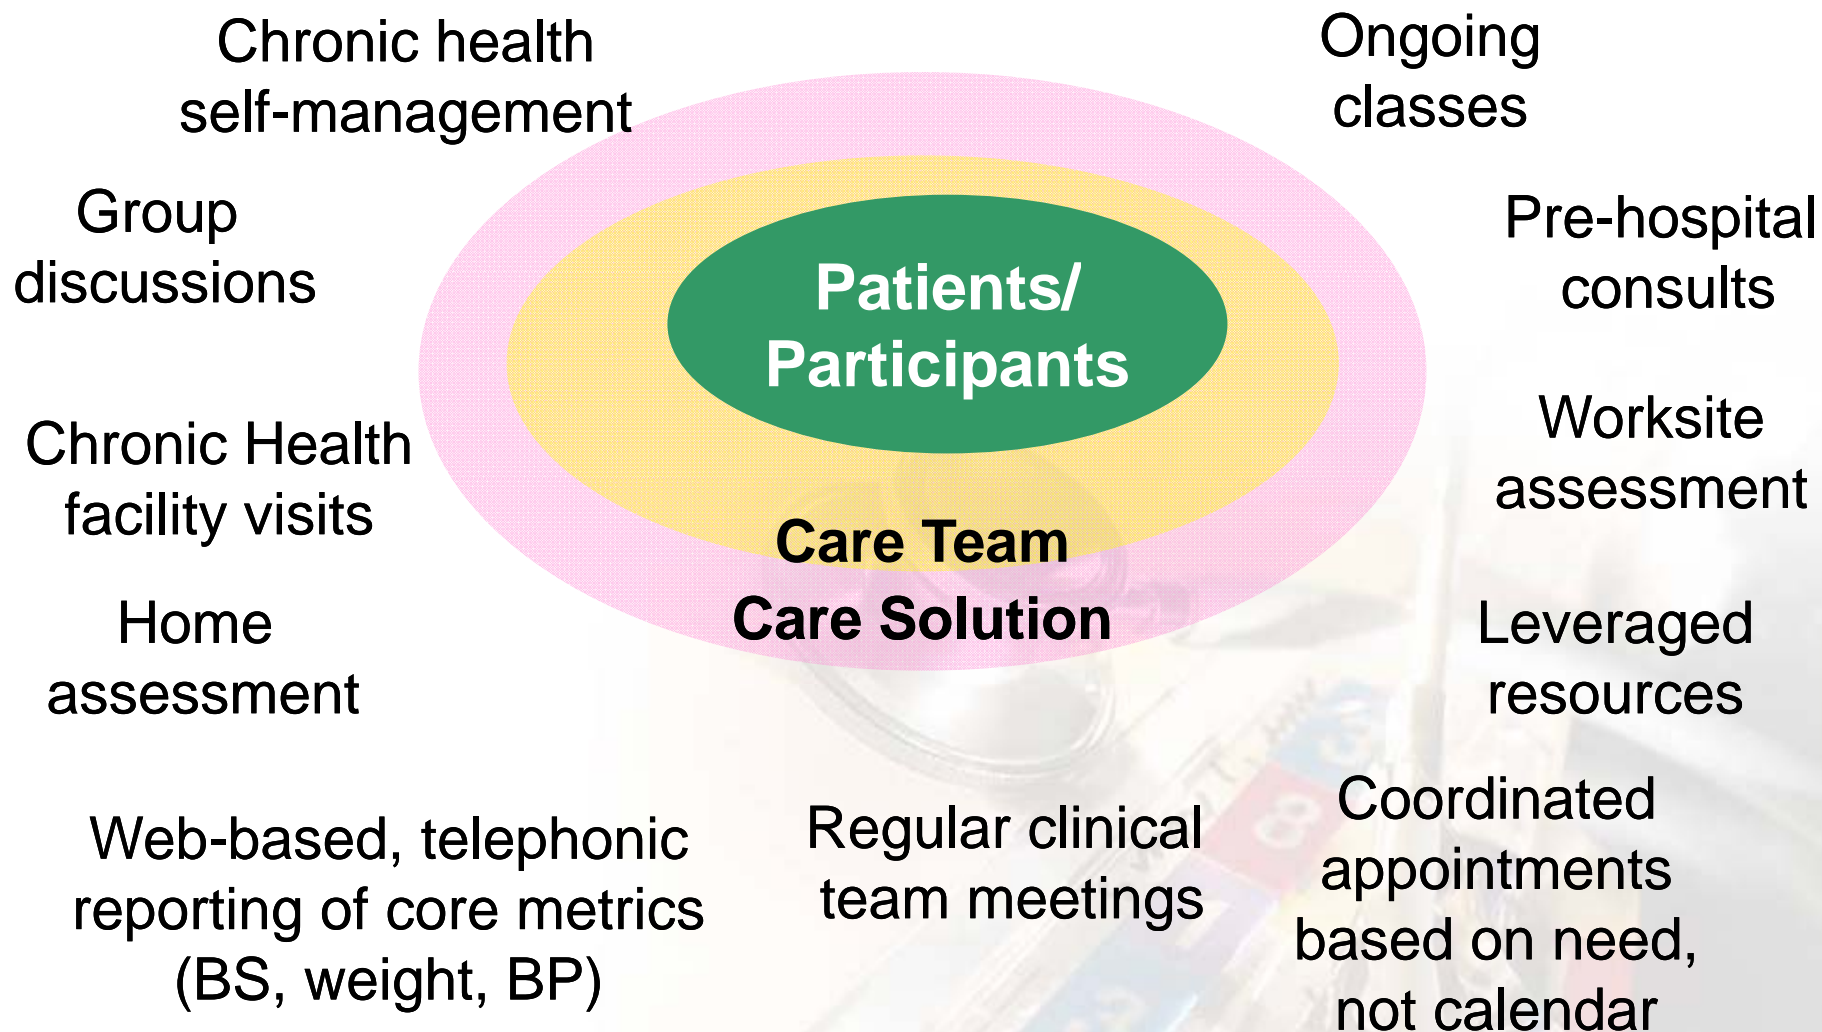 Chronic health
self-management
Ongoing
classes
Group
discussions
Pre-hospital
consults
Patients/
Participants
Chronic Health
facility visits
Worksite
assessment
Care Team
Care Solution
Home
assessment
Leveraged
resources
Web-based, telephonic
reporting of core metrics
(BS, weight, BP)
Regular clinical
team meetings
Coordinated
appointments
based on need,
not calendar